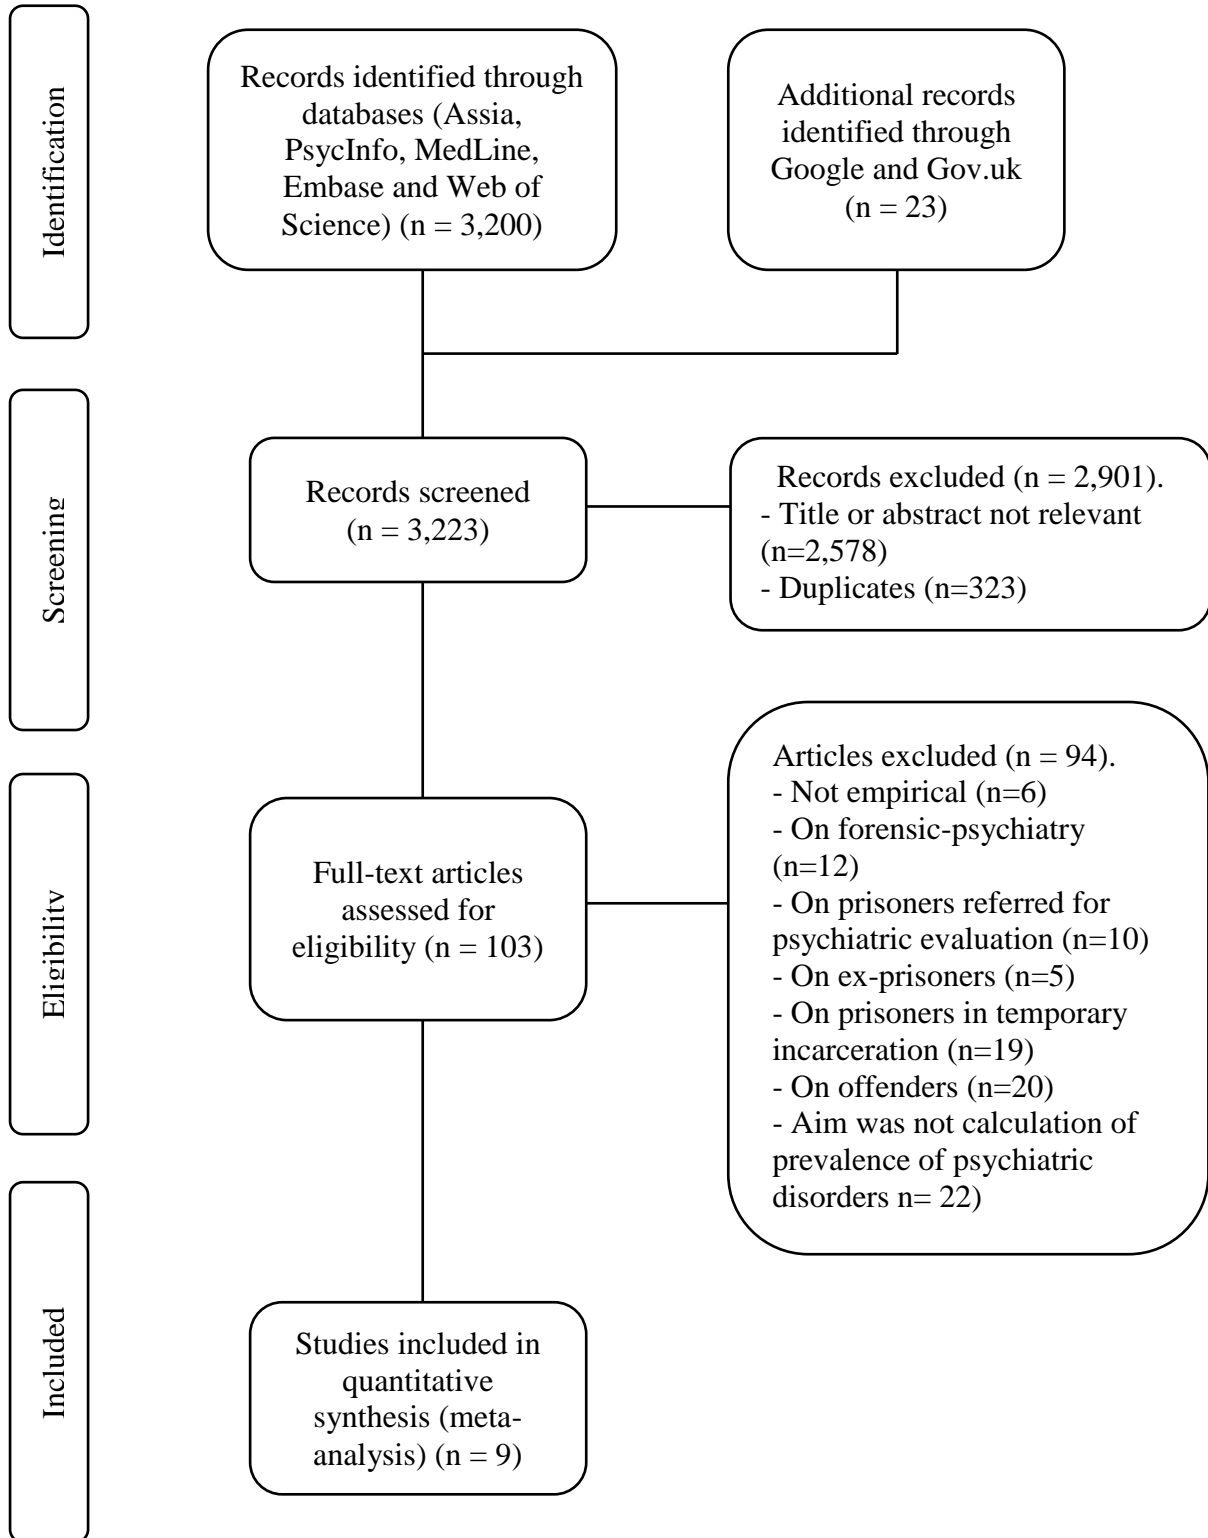 Identification
Records identified through
databases (Assia,
PsycInfo, MedLine,
Embase and Web of
Science) (n = 3,200)
Additional records
identified through
Google and Gov.uk
(n = 23)
Screening
Records screened
(n = 3,223)
Records excluded (n = 2,901).
- Title or abstract not relevant
(n=2,578)
- Duplicates (n=323)
Eligibility
Full-text articles
assessed for
eligibility (n = 103)
Articles excluded (n = 94).
- Not empirical (n=6)
- On forensic-psychiatry
(n=12)
- On prisoners referred for
psychiatric evaluation (n=10)
- On ex-prisoners (n=5)
- On prisoners in temporary
incarceration (n=19)
- On offenders (n=20)
- Aim was not calculation of
prevalence of psychiatric
disorders n= 22)
Included
Studies included in
quantitative
synthesis (meta-
analysis) (n = 9)